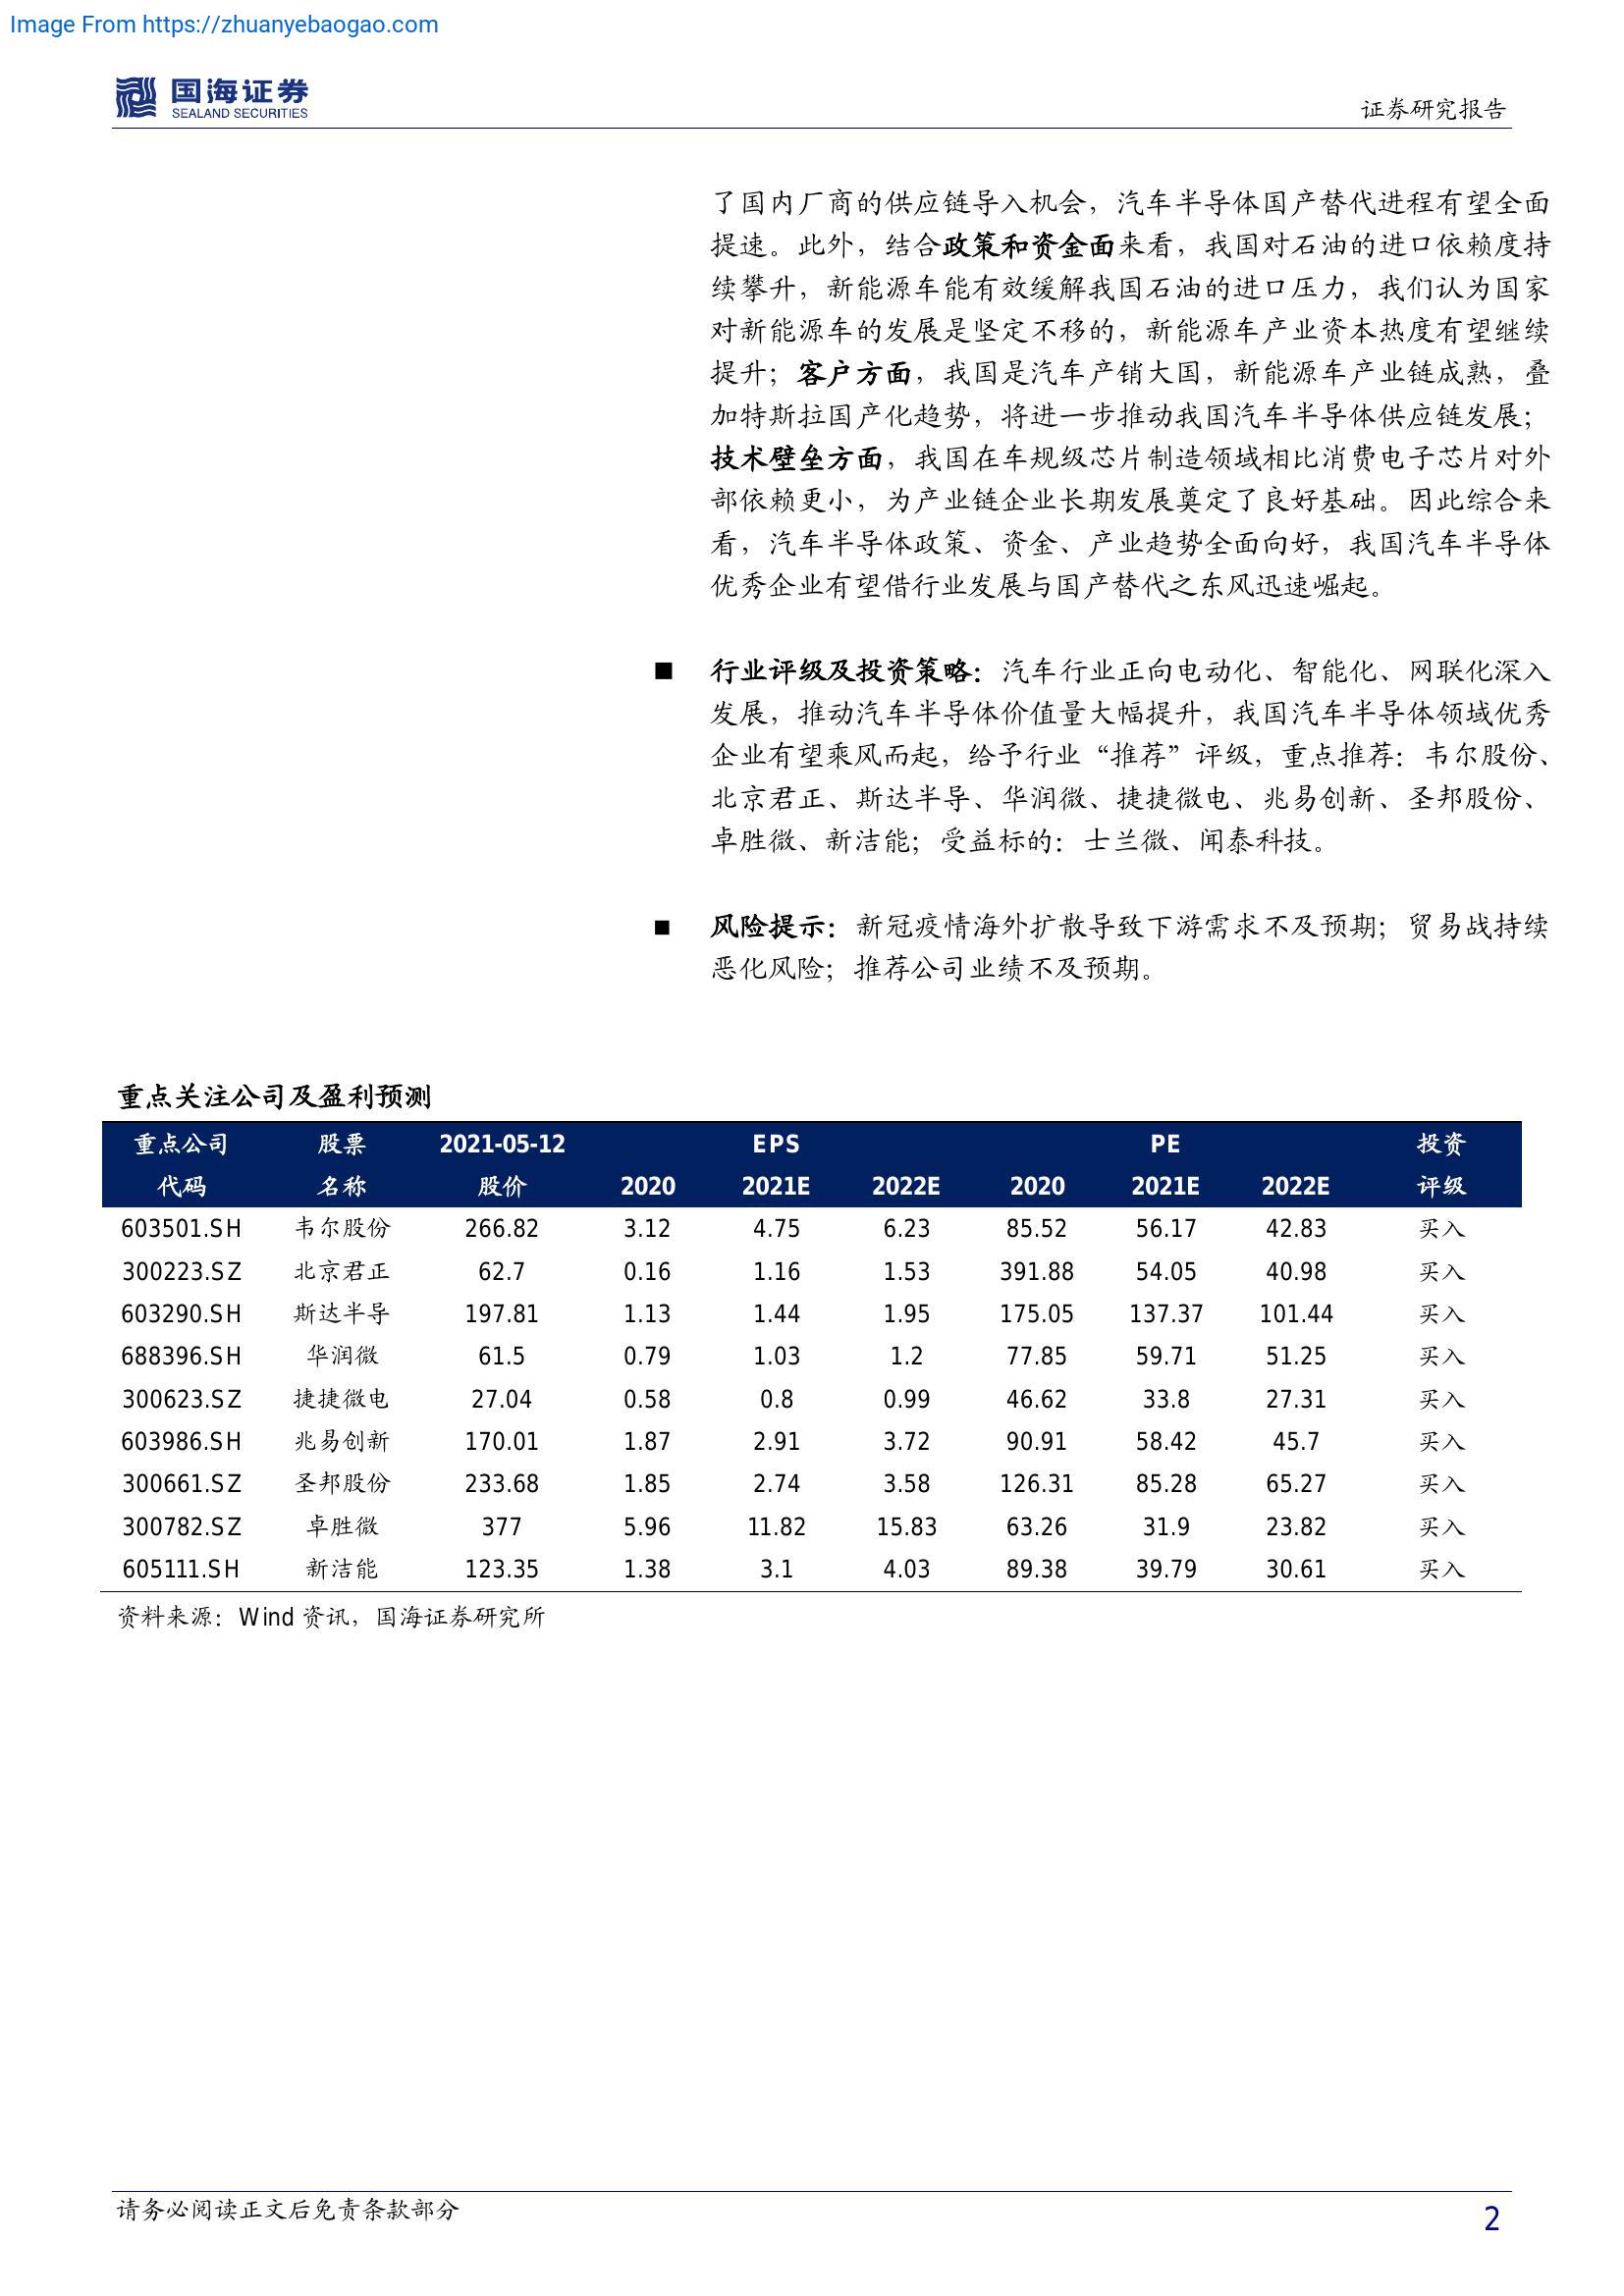 Image From https://zhuanyebaogao.com
国海证券
SEALAND SECURITIES
证券研究报告
了国内厂商的供应链导入机会，汽车半导体国产替代进程有望全面
提速。此外，结合政策和资金面来看，我国对石油的进口依赖度持
续攀升，新能源车能有效缓解我国石油的进口压力，我们认为国家
对新能源车的发展是坚定不移的，新能源车产业资本热度有望继续
提升；客户方面，我国是汽车产销大国，新能源车产业链成熟，叠
加特斯拉国产化趋势，将进一步推动我国汽车半导体供应链发展；
技术壁垒方面，我国在车规级芯片制造领域相比消费电子芯片对外
部依赖更小，为产业链企业长期发展奠定了良好基础。因此综合来
看，汽车半导体政策、资金、产业趋势全面向好，我国汽车半导体
优秀企业有望借行业发展与国产替代之东风迅速崛起。
■ 行业评级及投资策略：汽车行业正向电动化、智能化、网联化深入
发展，推动汽车半导体价值量大幅提升，我国汽车半导体领域优秀
企业有望乘风而起，给予行业“推荐”评级，重点推荐：韦尔股份、
北京君正、斯达半导、华润微、捷捷微电、兆易创新、圣邦股份、
卓胜微、新洁能；受益标的：士兰微、闻泰科技。
■ 风险提示：新冠疫情海外扩散导致下游需求不及预期；贸易战持续
恶化风险；推荐公司业绩不及预期。
重点关注公司及盈利预测
重点公司 股票 2021-05-12 EPS PE 投资
代码 名称 股价 2020 2021E 2022E 2020 2021E 2022E 评级
603501.SH 韦尔股份 266.82 3.12 4.75 6.23 85.52 56.17 42.83 买入
300223.SZ 北京君正 62.7 0.16 1.16 1.53 391.88 54.05 40.98 买入
603290.SH 斯达半导 197.81 1.13 1.44 1.95 175.05 137.37 101.44 买入
688396.SH 华润微 61.5 0.79 1.03 1.2 77.85 59.71 51.25 买入
300623.SZ 捷捷微电 27.04 0.58 0.8 0.99 46.62 33.8 27.31 买入
603986.SH 兆易创新 170.01 1.87 2.91 3.72 90.91 58.42 45.7 买入
300661.SZ 圣邦股份 233.68 1.85 2.74 3.58 126.31 85.28 65.27 买入
300782.SZ 卓胜微 377 5.96 11.82 15.83 63.26 31.9 23.82 买入
605111.SH 新洁能 123.35 1.38 3.1 4.03 89.38 39.79 30.61 买入
资料来源：Wind 资讯，国海证券研究所
请务必阅读正文后免责条款部分
2